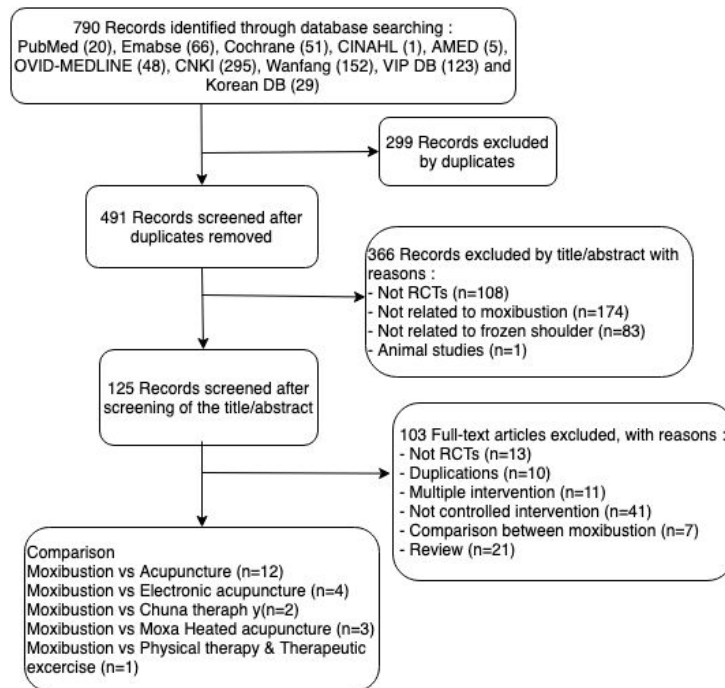 790 Records identified through database searching :
PubMed (20), Emabse (66), Cochrane (51), CINAHL (1), AMED (5),
OVID-MEDLINE (48), CNKI (295), Wanfang (152), VIP DB (123) and
Korean DB (29)
299 Records excluded
by duplicates
491 Records screened after
duplicates removed
366 Records excluded by title/abstract with
reasons :
- Not RCTs (n=108)
- Not related to moxibustion (n=174)
- Not related to frozen shoulder (n=83)
- Animal studies (n=1)
125 Records screened after
screening of the title/abstract
103 Full-text articles excluded, with reasons :
- Not RCTs (n=13)
- Duplications (n=10)
- Multiple intervention (n=11)
- Not controlled intervention (n=41)
- Comparison between moxibustion (n=7)
- Review (n=21)
Comparison
Moxibustion vs Acupuncture (n=12)
Moxibustion vs Electronic acupuncture (n=4)
Moxibustion vs Chuna theraph y(n=2)
Moxibustion vs Moxa Heated acupuncture (n=3)
Moxibustion vs Physical therapy & Therapeutic
excercise (n=1)